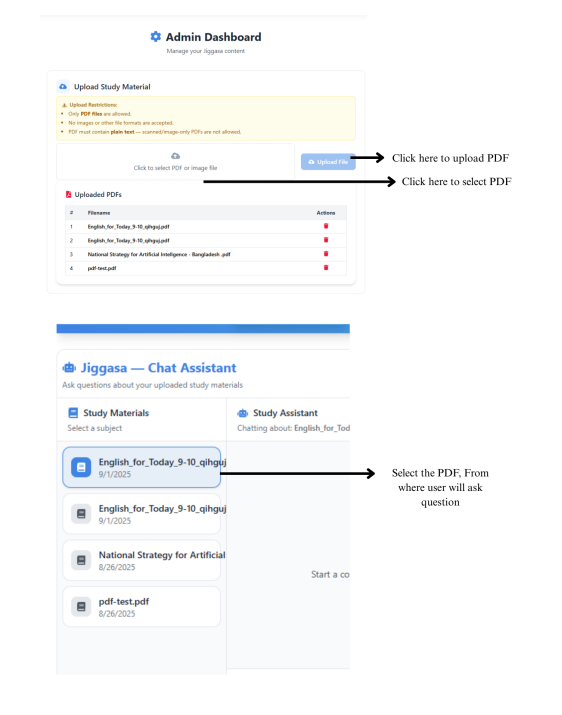 Admin Dashboard
Manage your Jiggasa content
Upload Study Material
Upload Restrictions:
• Only PDF files are allowed.
• No images or other file formats are accepted.
• PDF must contain plain text — scanned/image-only PDFs are not allowed.
Click to select PDF or image file
Upload File
Click here to upload PDF
Click here to select PDF
Uploaded PDFs
# Filename Actions
1 English_for_Today_9-10_qihguj.pdf
2 English_for_Today_9-10_qihguj.pdf
3 National Strategy for Artificial Intelligence - Bangladesh .pdf
4 pdf-test.pdf
Jiggasa — Chat Assistant
Ask questions about your uploaded study materials
Study Materials
Select a subject
Study Assistant
Chatting about: English_for_Tod
English_for_Today_9-10_qihguj
9/1/2025
English_for_Today_9-10_qihguj
9/1/2025
National Strategy for Artificial
8/26/2025
pdf-test.pdf
8/26/2025
Start a co
Select the PDF, From
where user will ask
question